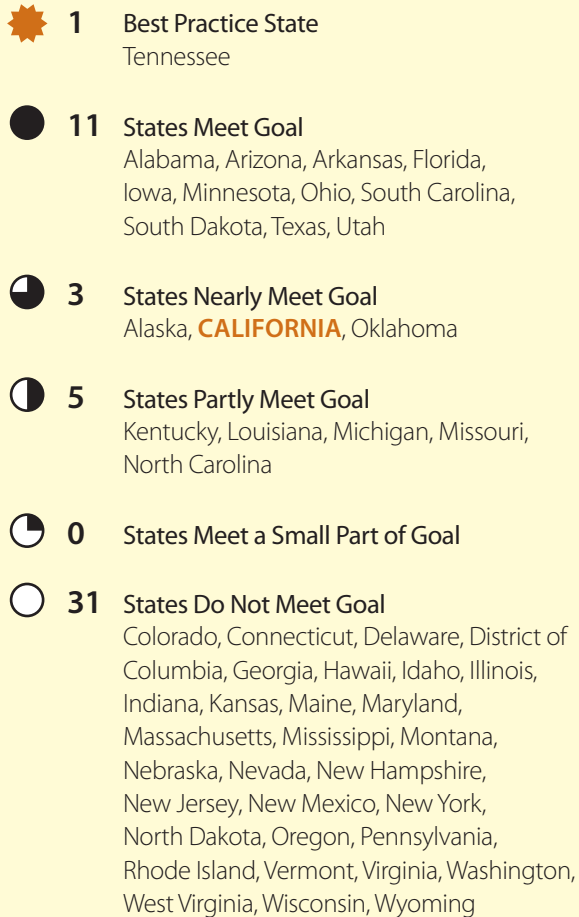 1 Best Practice State
Tennessee
11 States Meet Goal
Alabama, Arizona, Arkansas, Florida,
Iowa, Minnesota, Ohio, South Carolina,
South Dakota, Texas, Utah
3 States Nearly Meet Goal
Alaska, CALIFORNIA, Oklahoma
5 States Partly Meet Goal
Kentucky, Louisiana, Michigan, Missouri,
North Carolina
0 States Meet a Small Part of Goal
31 States Do Not Meet Goal
Colorado, Connecticut, Delaware, District of
Columbia, Georgia, Hawaii, Idaho, Illinois,
Indiana, Kansas, Maine, Maryland,
Massachusetts, Mississippi, Montana,
Nebraska, Nevada, New Hampshire,
New Jersey, New Mexico, New York,
North Dakota, Oregon, Pennsylvania,
Rhode Island, Vermont, Virginia, Washington,
West Virginia, Wisconsin, Wyoming